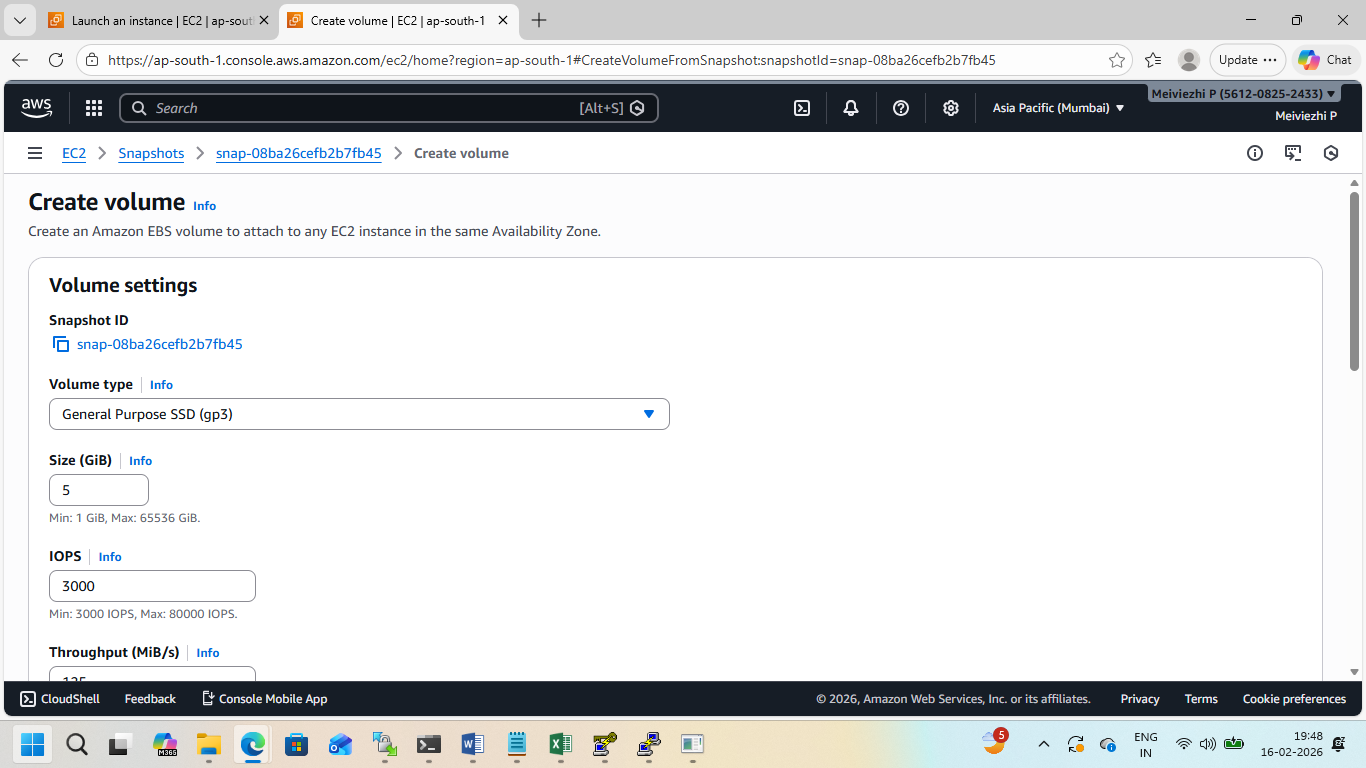 Launch an instance | EC2 | ap-sout
Create volume | EC2 | ap-south-1
https://ap-south-1.console.aws.amazon.com/ec2/home?region=ap-south-1#CreateVolumeFromSnapshot:snapshotId=snap-08ba26cefb2b7fb45
Update
Chat
aws
Search
[Alt+S]
Asia Pacific (Mumbai)
Meiviezhi P (5612-0825-2433)
Meiviezhi P
EC2 > Snapshots > snap-08ba26cefb2b7fb45 > Create volume
Create volume Info
Create an Amazon EBS volume to attach to any EC2 instance in the same Availability Zone.
Volume settings
Snapshot ID
snap-08ba26cefb2b7fb45
Volume type Info
General Purpose SSD (gp3)
Size (GiB) Info
5
Min: 1 GiB, Max: 65536 GiB.
IOPS Info
3000
Min: 3000 IOPS, Max: 80000 IOPS.
Throughput (MiB/s) Info
125
CloudShell Feedback Console Mobile App © 2026, Amazon Web Services, Inc. or its affiliates. Privacy Terms Cookie preferences
M365
5
ENG
IN
19:48
16-02-2026